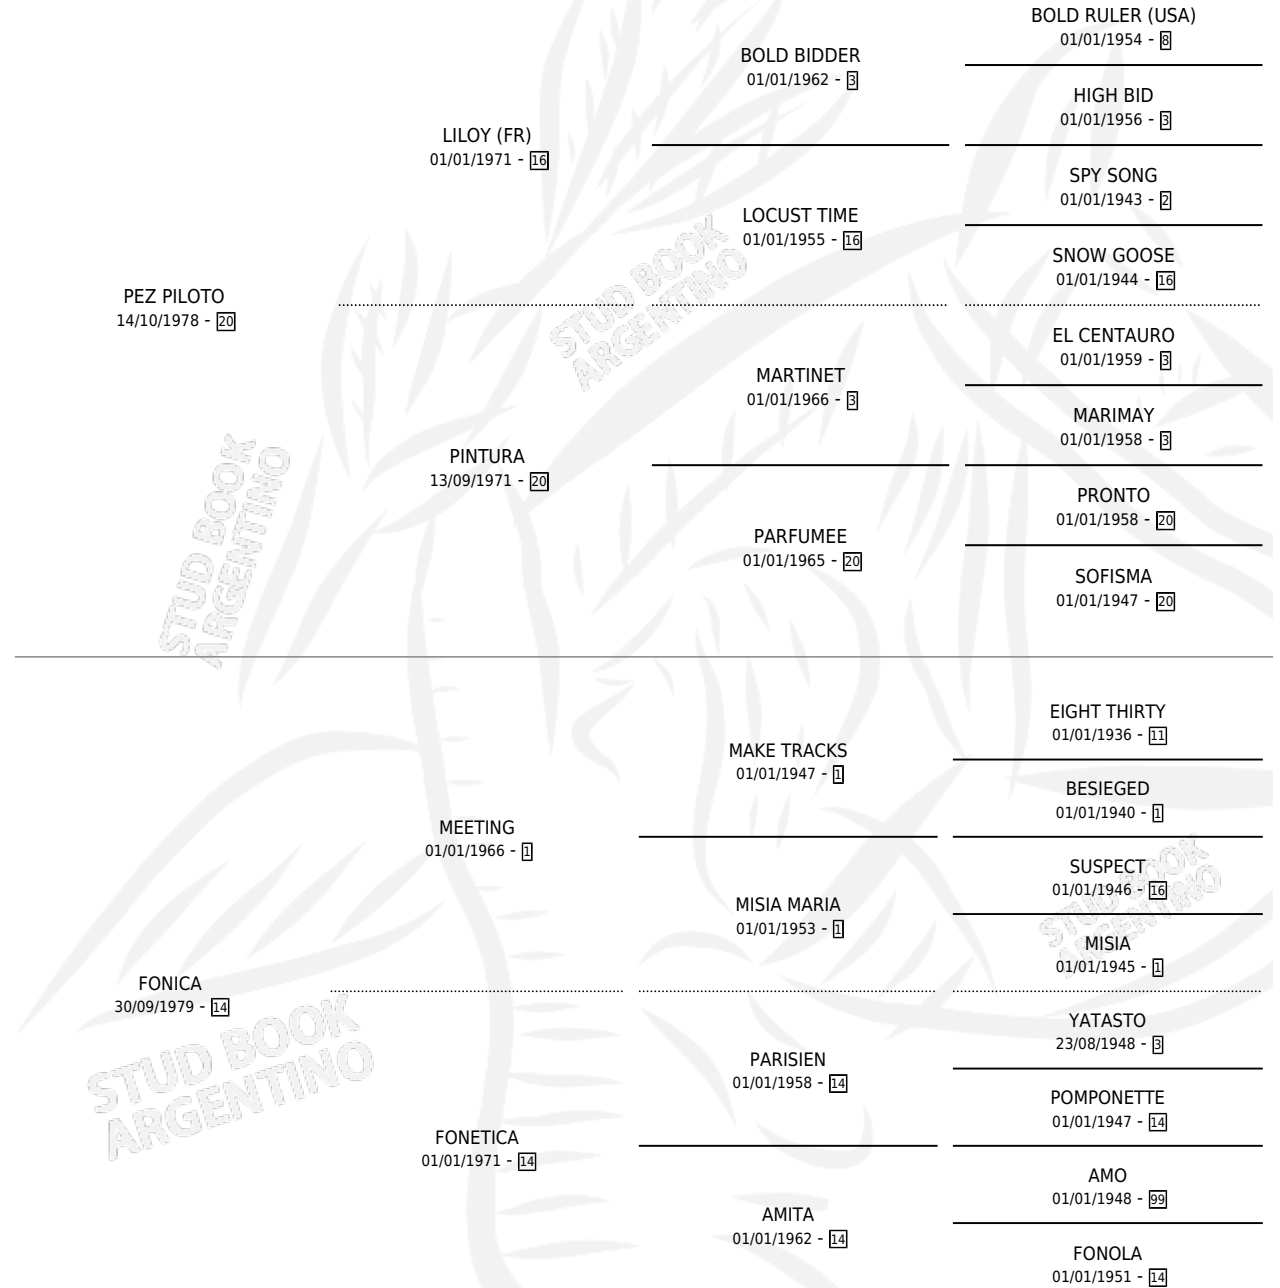 BOLD RULER (USA)
01/01/1954 - 8
BOLD BIDDER
01/01/1962 - 3
HIGH BID
01/01/1956 - 3
LILOY (FR)
01/01/1971 - 16
SPY SONG
01/01/1943 - 2
LOCUST TIME
01/01/1955 - 16
SNOW GOOSE
01/01/1944 - 16
STUD BOOK
ARGENTINO
PEZ PILOTO
14/10/1978 - 20
EL CENTAURO
01/01/1959 - 3
MARTINET
01/01/1966 - 3
MARIMAY
01/01/1958 - 3
PINTURA
13/09/1971 - 20
PRONTO
01/01/1958 - 20
PARFUMEE
01/01/1965 - 20
SOFISMA
01/01/1947 - 20
STUD BOOK
ARGENTINO
EIGHT THIRTY
01/01/1936 - 11
MAKE TRACKS
01/01/1947 - 1
BESIEGED
01/01/1940 - 1
MEETING
01/01/1966 - 1
SUSPECT
01/01/1946 - 16
MISIA MARIA
01/01/1953 - 1
MISIA
01/01/1945 - 1
STUD BOOK
ARGENTINO
FONICA
30/09/1979 - 14
YATASTO
23/08/1948 - 3
PARISIEN
01/01/1958 - 14
POMPONETTE
01/01/1947 - 14
STUD BOOK
ARGENTINO
FONETICA
01/01/1971 - 14
AMO
01/01/1948 - 99
AMITA
01/01/1962 - 14
FONOLA
01/01/1951 - 14